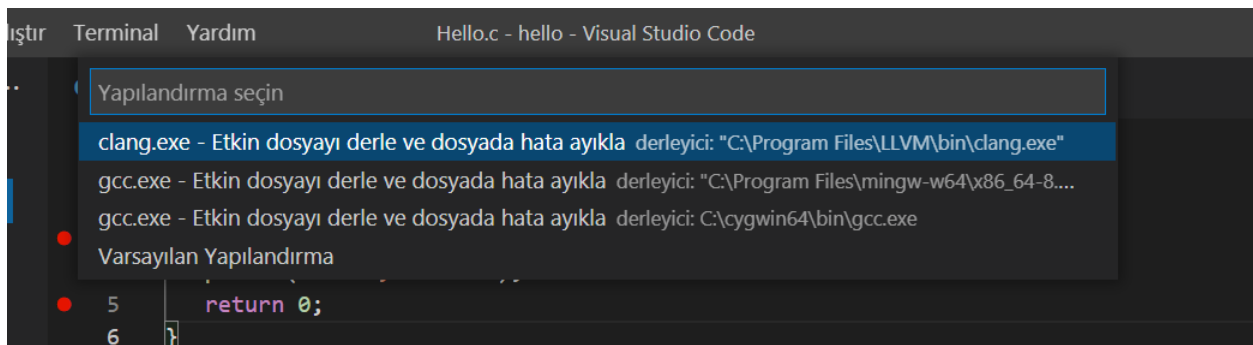 lıştır Terminal Yardım Hello.c - hello - Visual Studio Code
Yapılandırma seçin
clang.exe - Etkin dosyayı derle ve dosyada hata ayıkla derleyici: "C:\Program Files\LLVM\bin\clang.exe"
gcc.exe - Etkin dosyayı derle ve dosyada hata ayıkla derleyici: "C:\Program Files\mingw-w64\x86_64-8....
gcc.exe - Etkin dosyayı derle ve dosyada hata ayıkla derleyici: C:\cygwin64\bin\gcc.exe
Varsayılan Yapılandırma
5 return 0;
6 }